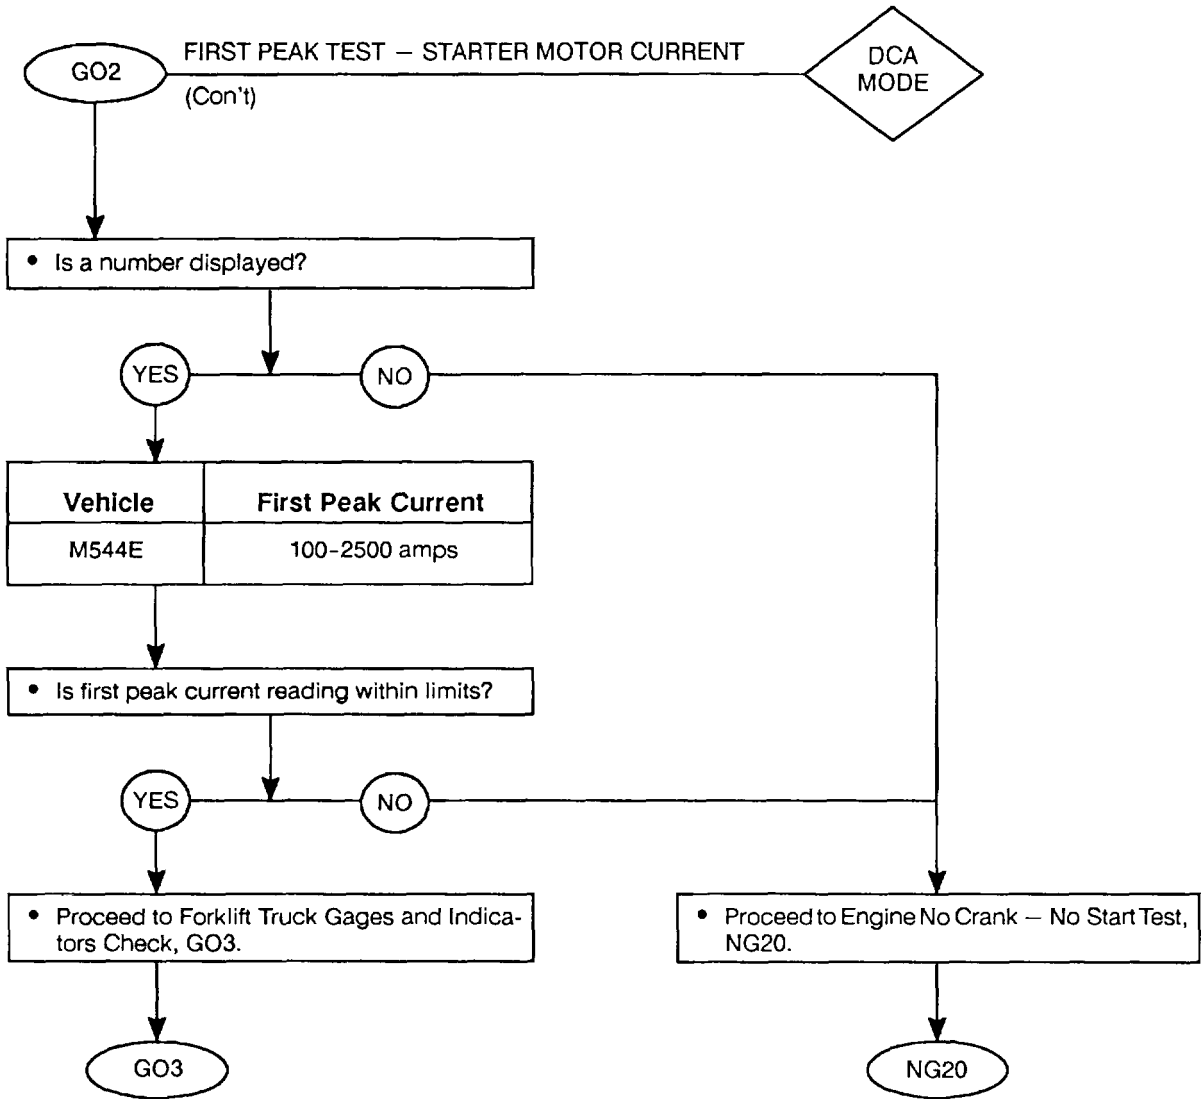 GO2
FIRST PEAK TEST — STARTER MOTOR CURRENT
(Con't)
DCA
MODE
• Is a number displayed?
YES
NO
Vehicle
First Peak Current
M544E
100-2500 amps
• Is first peak current reading within limits?
YES
NO
• Proceed to Forklift Truck Gages and Indica-
tors Check, GO3.
• Proceed to Engine No Crank — No Start Test,
NG20.
GO3
NG20